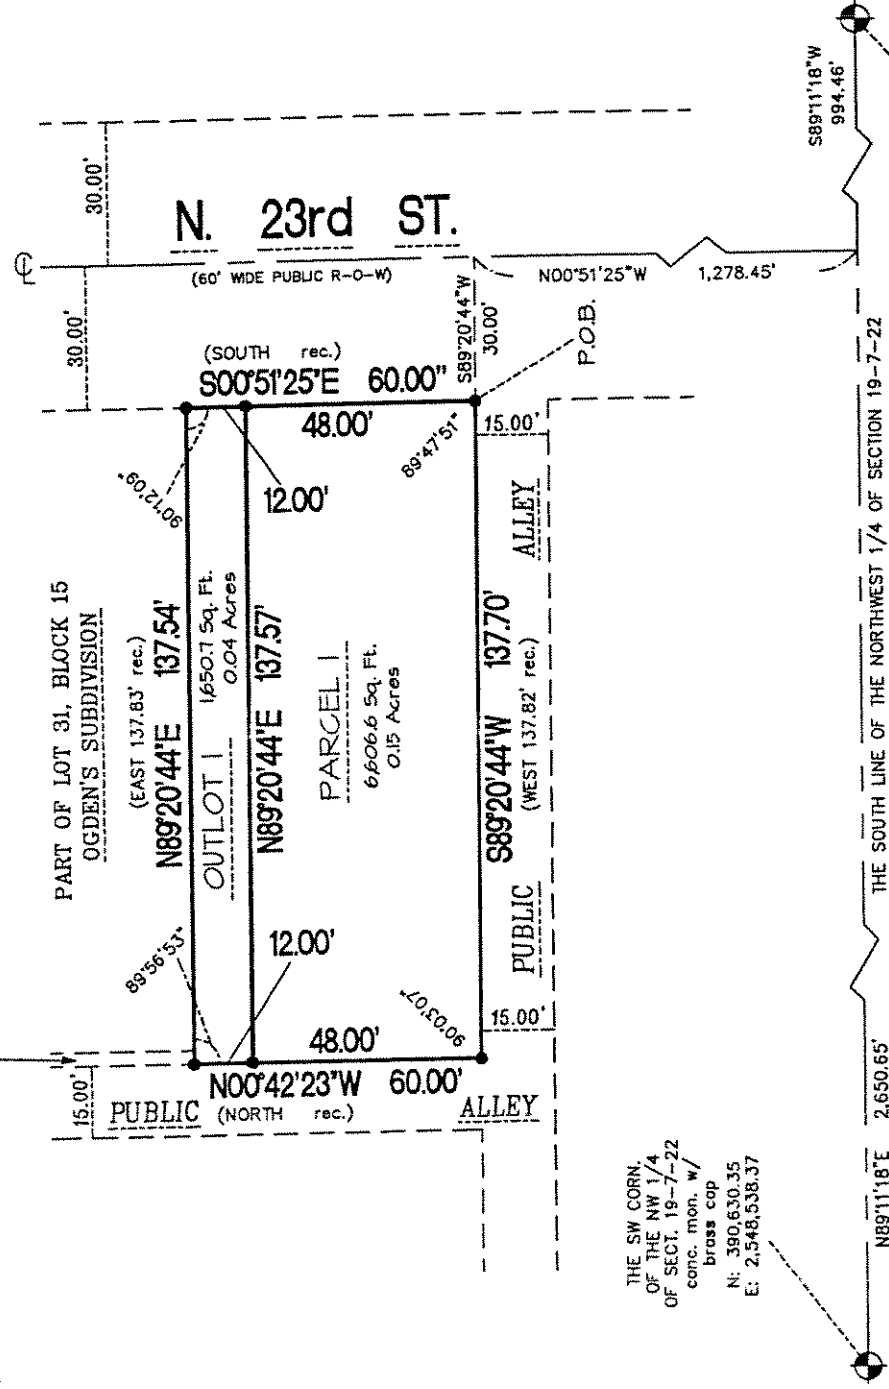 30.00'
N. 23rd ST.
(60' WIDE PUBLIC R-O-W)
30.00'
S89°11'18"W
994.46'
N00°51'25"W 1,278.45'
S89°20'44"W
30.00'
P.O.B.
(SOUTH rec.)
S00°51'25"E 60.00"
48.00'
12.00'
90°12'09"
89°47'51"
15.00'
ALLEY
PART OF LOT 31, BLOCK 15
OGDEN'S SUBDIVISION
(EAST 137.83' rec.)
N89°20'44"E 137.54'
OUTLOT 1
1,650.7 Sq. Ft.
0.04 Acres
N89°20'44"E 137.57'
PARCEL 1
6,606.6 Sq. Ft.
0.15 Acres
S89°20'44"W 137.70'
(WEST 137.82' rec.)
PUBLIC
15.00'
89°56'53"
12.00'
90°03'07"
48.00'
N00°42'23"W 60.00'
(NORTH rec.)
PUBLIC
ALLEY
15.00'
THE SW CORN.
OF THE NW 1/4
OF SECT. 19-7-22
conc. mon. w/
brass cap
N: 390,630.35
E: 2,548,538.37
THE SOUTH LINE OF THE NORTHWEST 1/4 OF SECTION 19-7-22
N89°11'18"E 2,650.65'